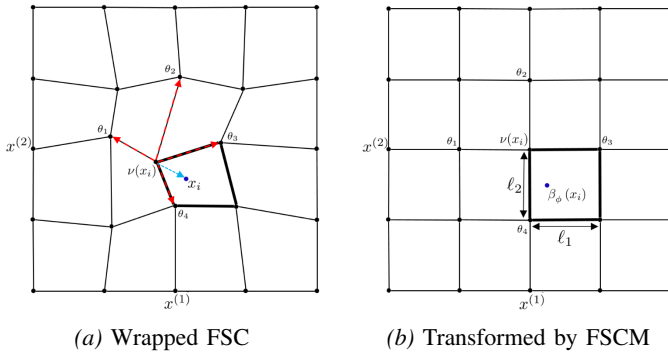 θ₂
θ₁
θ₃
x⁽²⁾
ν(xᵢ)
xᵢ
θ₄
x⁽¹⁾
(a) Wrapped FSC
θ₂
x⁽²⁾
θ₁
ν(xᵢ)
θ₃
ℓ₂
β_ϕ(xᵢ)
θ₄
ℓ₁
x⁽¹⁾
(b) Transformed by FSCM